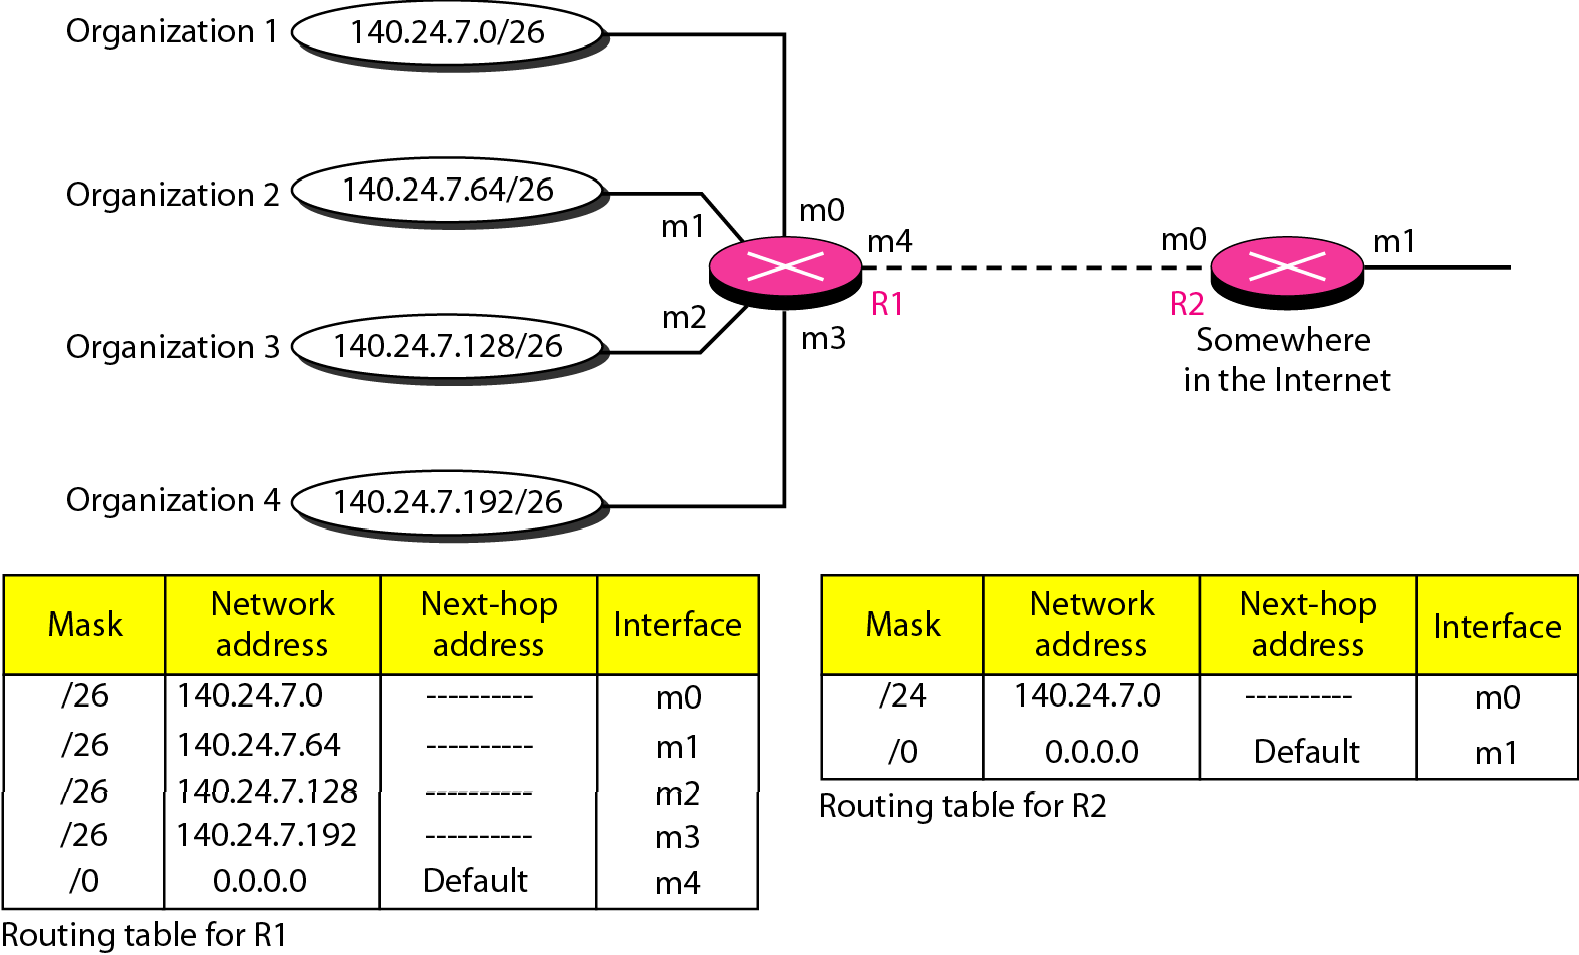 Organization 1
140.24.7.0/26
Organization 2
140.24.7.64/26
m1
m0
m4
m0
m1
R1
R2
m2
m3
Organization 3
140.24.7.128/26
Somewhere
in the Internet
Organization 4
140.24.7.192/26
Mask Network address Next-hop address Interface
/26 140.24.7.0 ---------- m0
/26 140.24.7.64 ---------- m1
/26 140.24.7.128 ---------- m2
/26 140.24.7.192 ---------- m3
/0 0.0.0.0 Default m4
Routing table for R1
Mask Network address Next-hop address Interface
/24 140.24.7.0 ---------- m0
/0 0.0.0.0 Default m1
Routing table for R2